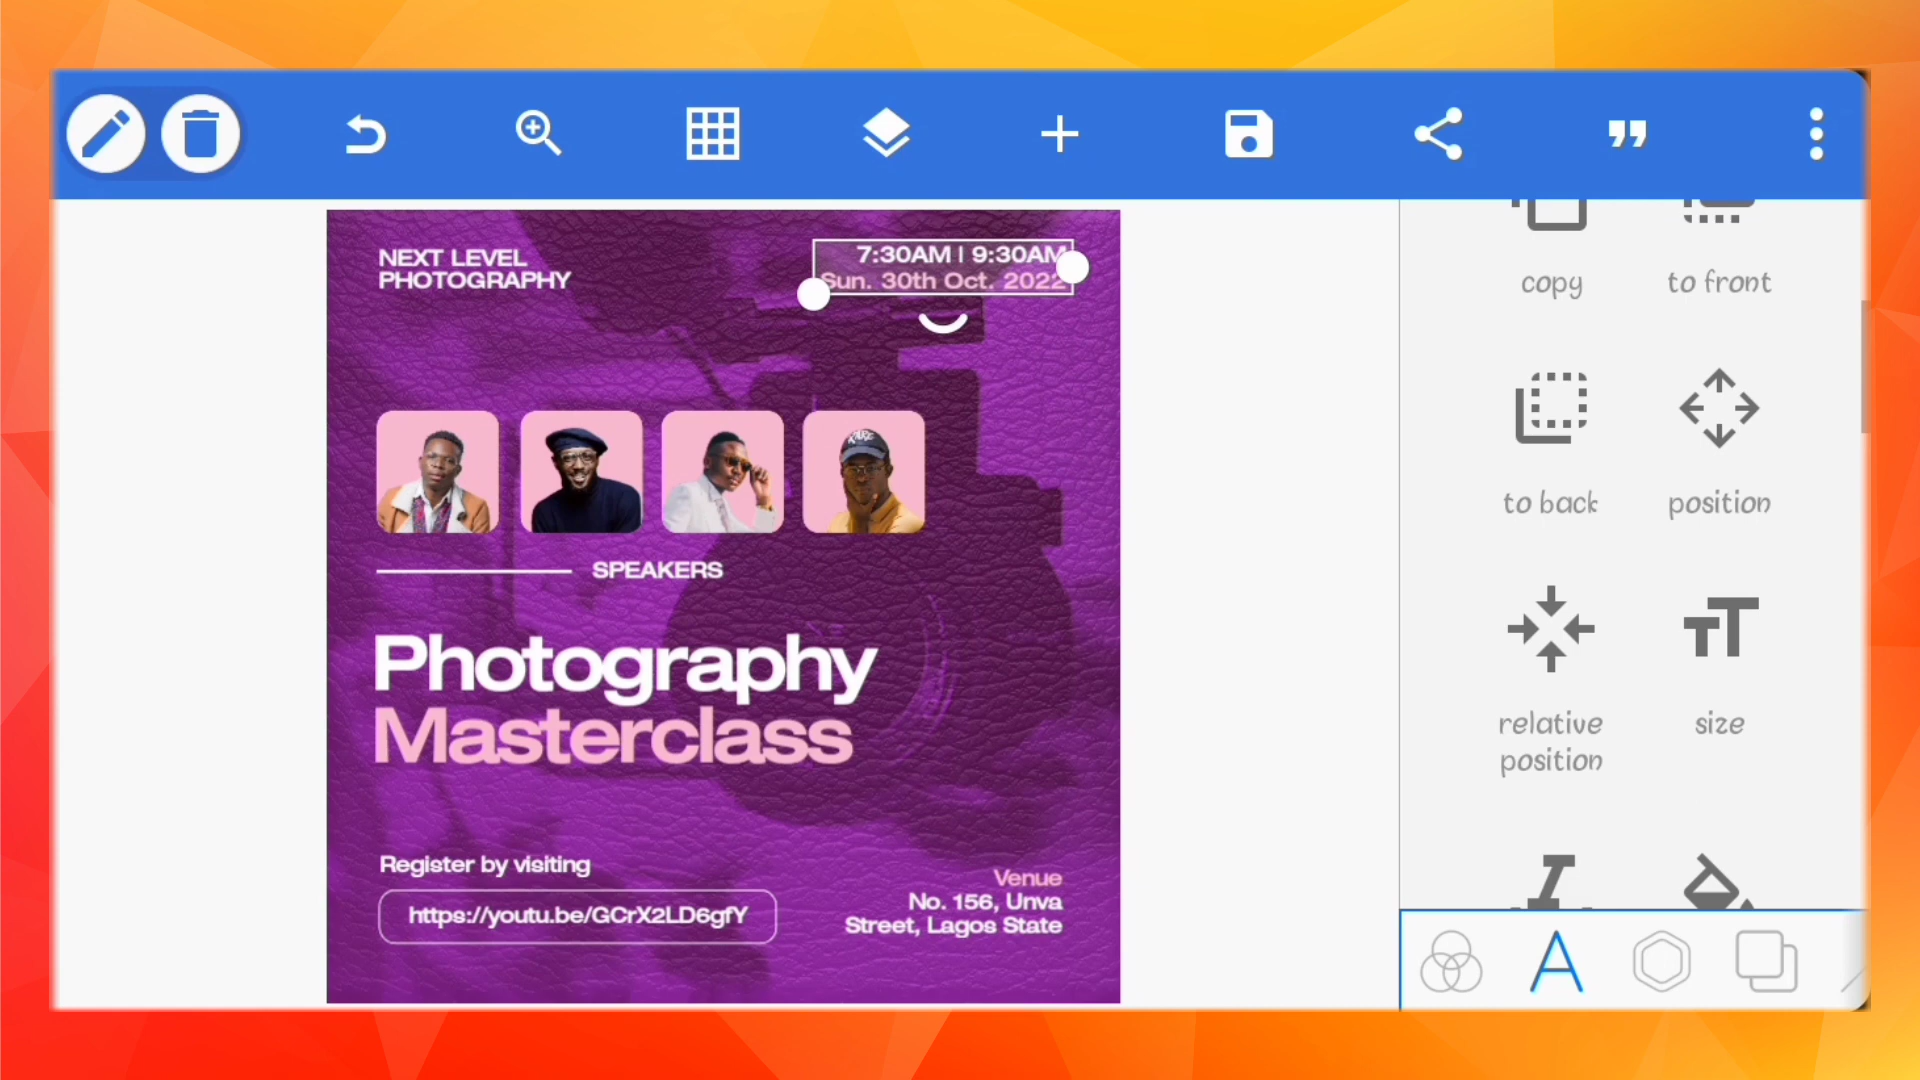 NEXT LEVEL
PHOTOGRAPHY
7:30AM | 9:30AM
Sun. 30th Oct. 2022
RARE
SPEAKERS
Photography
Masterclass
Register by visiting
https://youtu.be/GCrX2LD6gfY
Venue
No. 156, Unva
Street, Lagos State
copy
to front
to back
position
relative
position
size